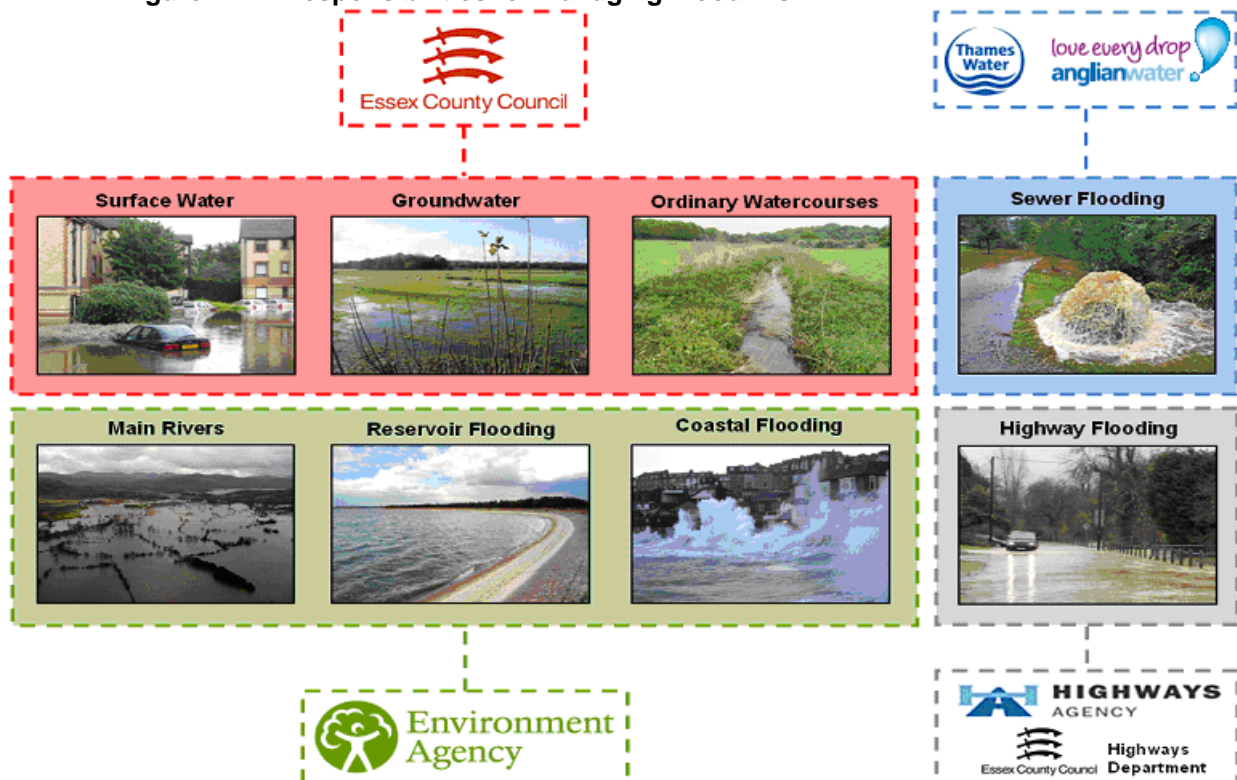 Essex County Council
Thames
Water
love every drop
anglianwater
Surface Water
Groundwater
Ordinary Watercourses
Sewer Flooding
Main Rivers
Reservoir Flooding
Coastal Flooding
Highway Flooding
Environment
Agency
HIGHWAYS
AGENCY
Essex County Council
Highways
Department